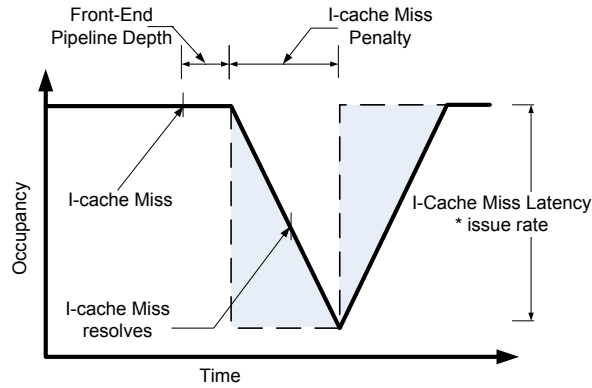 Front-End
Pipeline Depth
I-cache Miss
Penalty
I-cache Miss
I-Cache Miss Latency
* issue rate
I-cache Miss
resolves
Occupancy
Time